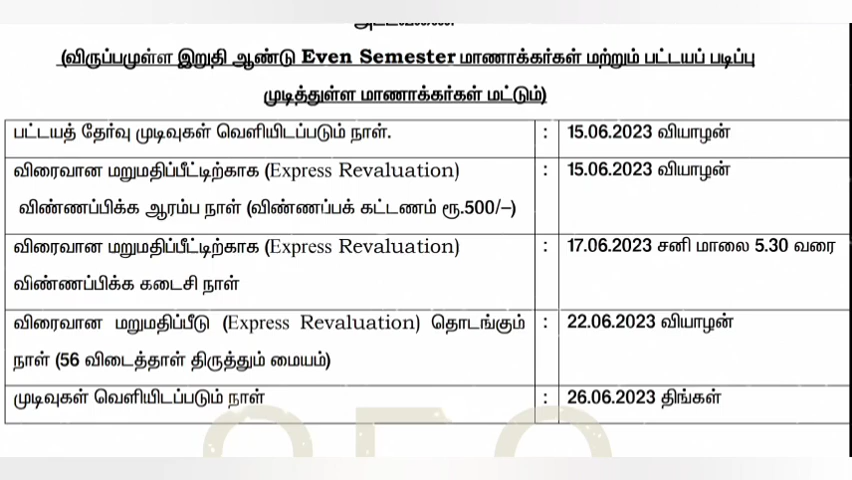 (விருப்பமுள்ள இறுதி ஆண்டு Even Semester மாணாக்கர்கள் மற்றும் பட்டயப் படிப்பு
முடித்துள்ள மாணாக்கர்கள் மட்டும்)
பட்டயத் தேர்வு முடிவுகள் வெளியிடப்படும் நாள். : 15.06.2023 வியாழன்
விரைவான மறுமதிப்பீட்டிற்காக (Express Revaluation) : 15.06.2023 வியாழன்
விண்ணப்பிக்க ஆரம்ப நாள் (விண்ணப்பக் கட்டணம் ரூ.500/–)
விரைவான மறுமதிப்பீட்டிற்காக (Express Revaluation) : 17.06.2023 சனி மாலை 5.30 வரை
விண்ணப்பிக்க கடைசி நாள்
விரைவான மறுமதிப்பீடு (Express Revaluation) தொடங்கும் : 22.06.2023 வியாழன்
நாள் (56 விடைத்தாள் திருத்தும் மையம்)
முடிவுகள் வெளியிடப்படும் நாள் : 26.06.2023 திங்கள்